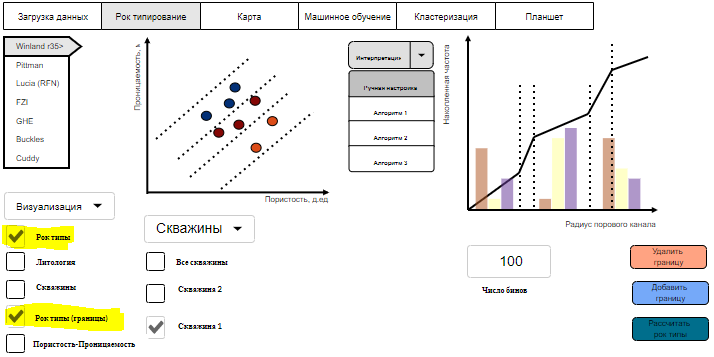 Загрузка данных
Рок типирование
Карта
Машинное обучение
Кластеризация
Планшет
Winland r35>
Pittman
Lucia (RFN)
FZI
GHE
Buckles
Cuddy
Проницаемость,
Пористость, д.ед
Интерпретация
Ручная настройка
Алгоритм 1
Алгоритм 2
Алгоритм 3
Накопленная частота
Радиус порового канала
Визуализация
Рок типы
Литология
Скважины
Рок типы (границы)
Пористость-Проницаемость
Скважины
Все скважины
Скважина 2
Скважина 1
100
Число бинов
Удалить
границу
Добавить
границу
Рассчитать
рок типы